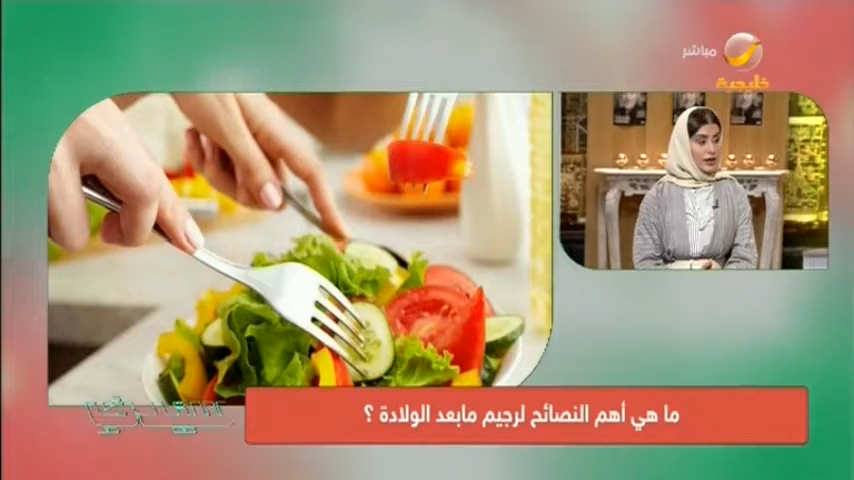 مباشر
خليجية
ما هي أهم النصائح لرجيم مابعد الولادة ؟